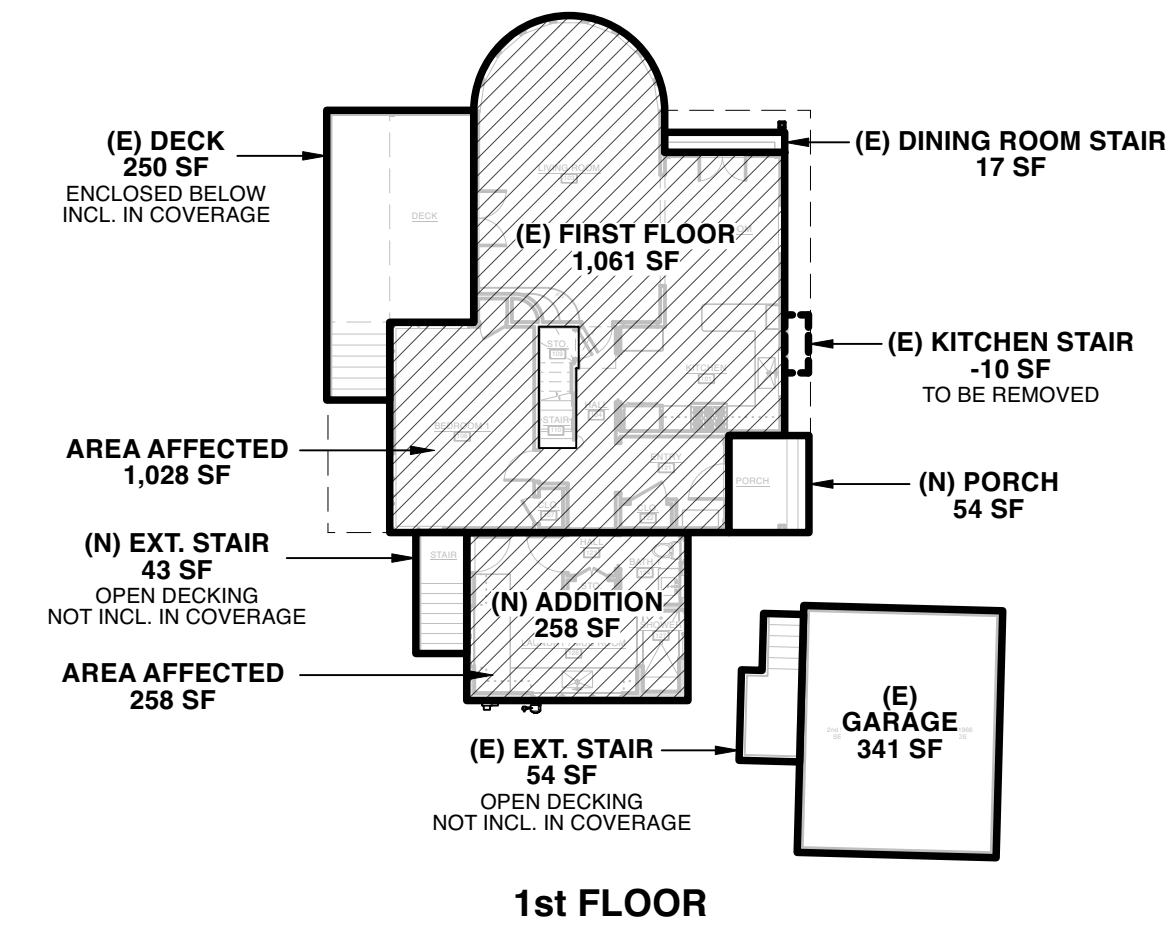 (E) DECK
250 SF
ENCLOSED BELOW
INCL. IN COVERAGE
(E) DINING ROOM STAIR
17 SF
LIVING ROOM
DECK
(E) FIRST FLOOR
1,061 SF
(E) KITCHEN STAIR
-10 SF
TO BE REMOVED
STO.
KITCHEN
HALL
STAIR
BEDROOM 1
AREA AFFECTED
1,028 SF
ENTRY
PORCH
(N) PORCH
54 SF
(N) EXT. STAIR
43 SF
OPEN DECKING
NOT INCL. IN COVERAGE
STAIR
HALL
BATH
STO.
(N) ADDITION
258 SF
AREA AFFECTED
258 SF
(E)
GARAGE
341 SF
(E) EXT. STAIR
54 SF
OPEN DECKING
NOT INCL. IN COVERAGE
1st FLOOR